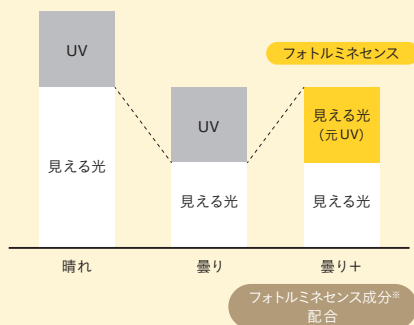 UV
フォトルミネセンス
UV
見える光
（元UV）
見える光
見える光
見える光
晴れ
曇り
曇り＋
フォトルミネセンス成分※
配合